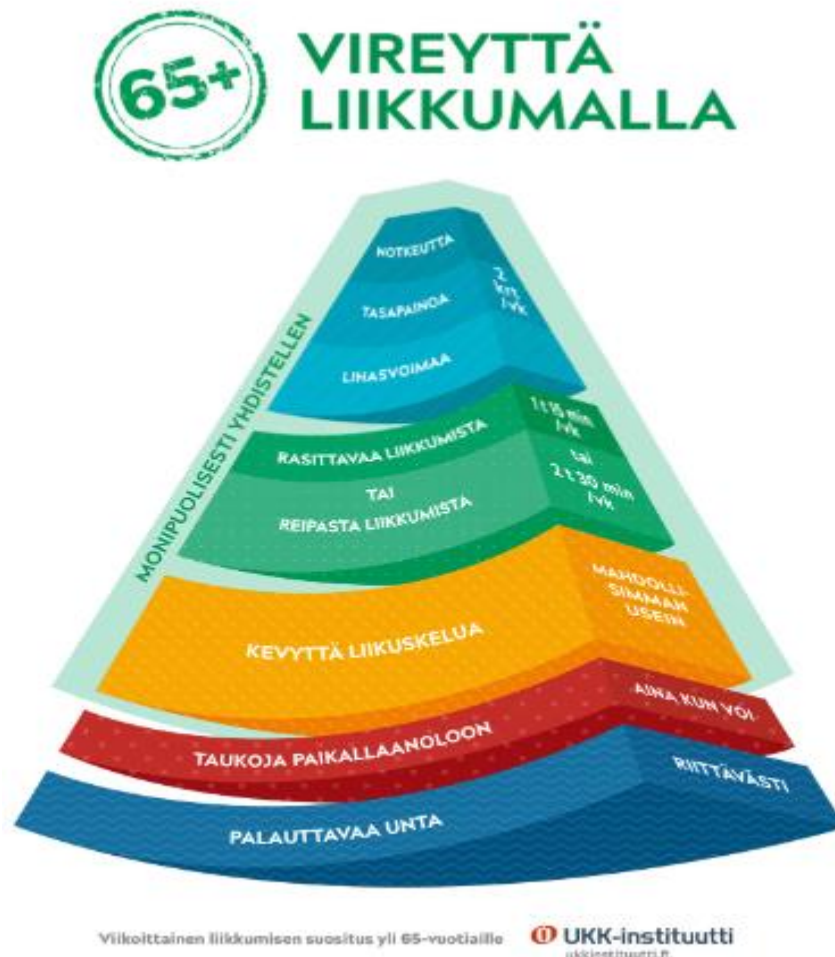 65+
VIREYTTÄ
LIIKKUMALLA
MONIPUOLISESTI YHDISTELLEN
NOTKEUTTA
TASAPAINOA
LIHASVOIMAA
2
krt
/vk
RASITTAVAA LIIKKUMISTA
TAI
REIPASTA LIIKKUMISTA
1 t 15 min
/vk
tai
2 t 30 min
/vk
KEVYTTÄ LIIKUSKELUA
MAHDOLLI-
SIMMAN
USEIN
TAUKOJA PAIKALLAANOLOON
AINA KUN VOI
PALAUTTAVAA UNTA
RIITTÄVÄSTI
Viikoittainen liikkumisen suositus yli 65-vuotiaille
UKK-instituutti
ukkinstituutti.fi